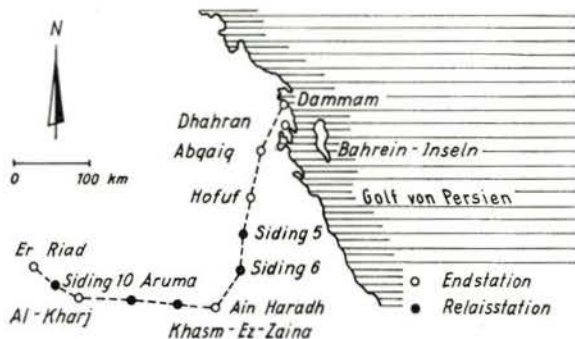 N
0 100 km
Dammam
Dhahran
Abqaiq
Bahrein-Inseln
Hofuf
Golf von Persien
Siding 5
Er Riad
Siding 6
Siding 10 Aruma
Endstation
Relaisstation
Ain Haradh
Al-Kharj
Khasm-Ez-Zaina